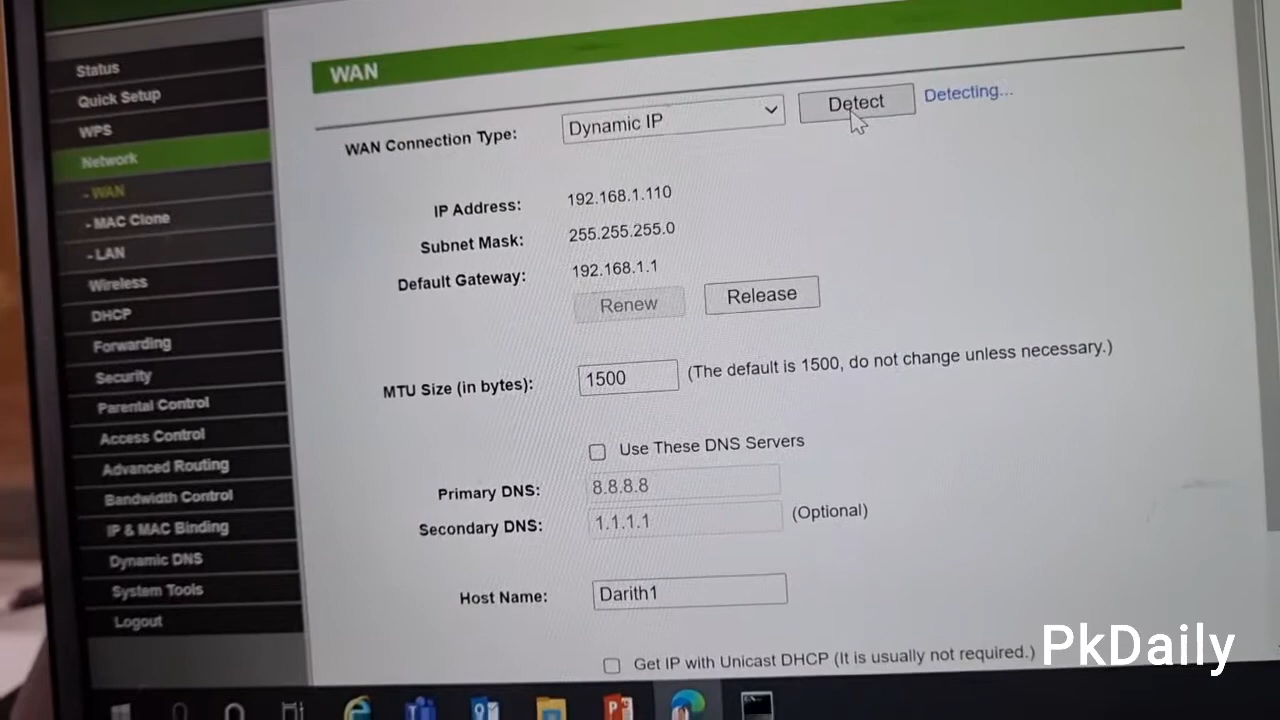 Status
Quick Setup
WPS
Network
- WAN
- MAC Clone
- LAN
Wireless
DHCP
Forwarding
Security
Parental Control
Access Control
Advanced Routing
Bandwidth Control
IP & MAC Binding
Dynamic DNS
System Tools
Logout
WAN
WAN Connection Type: Dynamic IP Detect Detecting...
IP Address: 192.168.1.110
Subnet Mask: 255.255.255.0
Default Gateway: 192.168.1.1
Renew Release
MTU Size (in bytes): 1500 (The default is 1500, do not change unless necessary.)
Use These DNS Servers
Primary DNS: 8.8.8.8
Secondary DNS: 1.1.1.1 (Optional)
Host Name: Darith1
Get IP with Unicast DHCP (It is usually not required.)
PkDaily